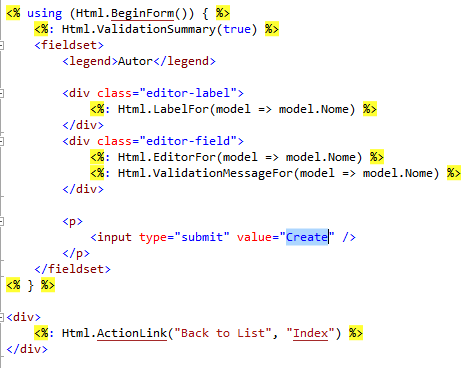 <% using (Html.BeginForm()) { %>
    <%: Html.ValidationSummary(true) %>
    <fieldset>
        <legend>Autor</legend>

        <div class="editor-label">
            <%: Html.LabelFor(model => model.Nome) %>
        </div>
        <div class="editor-field">
            <%: Html.EditorFor(model => model.Nome) %>
            <%: Html.ValidationMessageFor(model => model.Nome) %>
        </div>

        <p>
            <input type="submit" value="Create" />
        </p>
    </fieldset>
<% } %>

<div>
    <%: Html.ActionLink("Back to List", "Index") %>
</div>